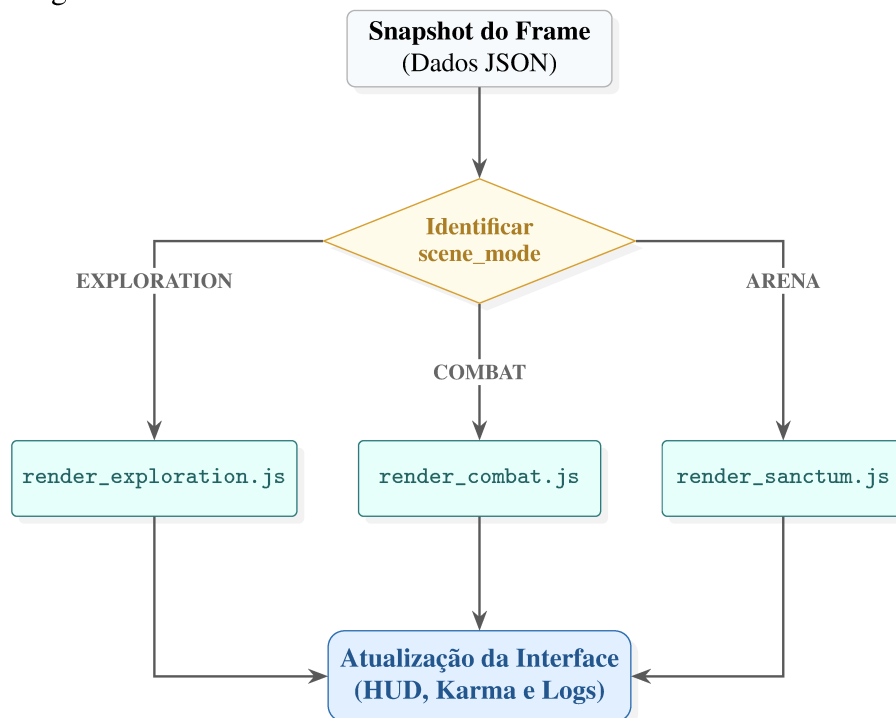 Snapshot do Frame
(Dados JSON)
Identificar
scene_mode
EXPLORATION
ARENA
COMBAT
render_exploration.js
render_combat.js
render_sanctum.js
Atualização da Interface
(HUD, Karma e Logs)